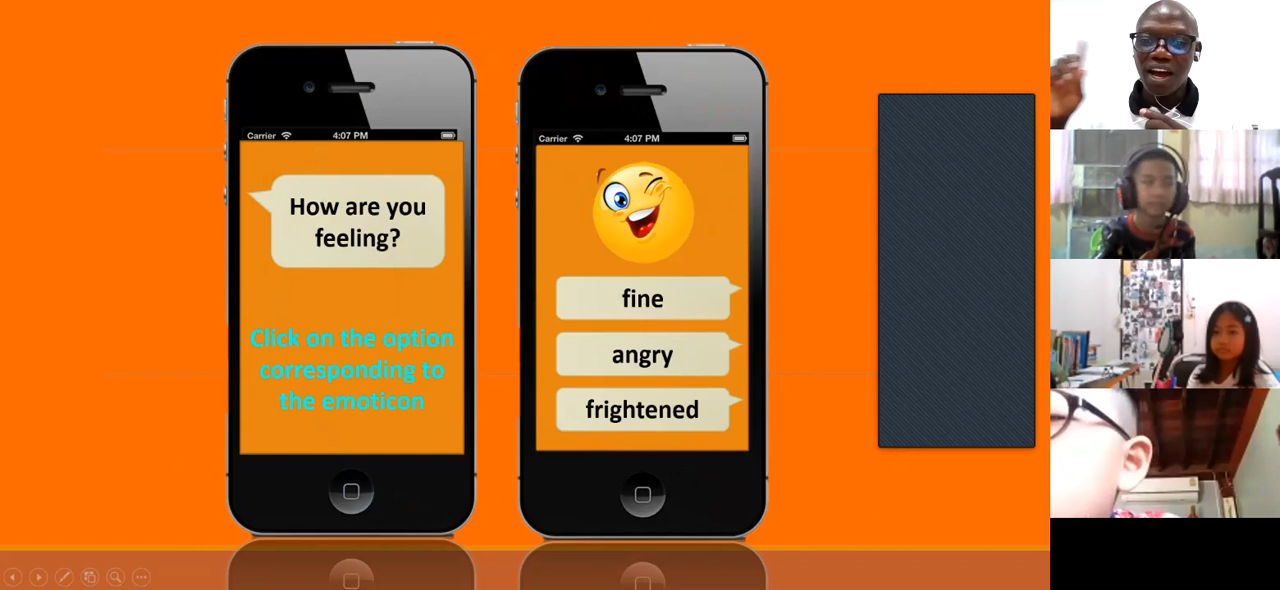 Carrier 4:07 PM
How are you
feeling?
Click on the option
corresponding to
the emoticon
Carrier 4:07 PM
fine
angry
frightened